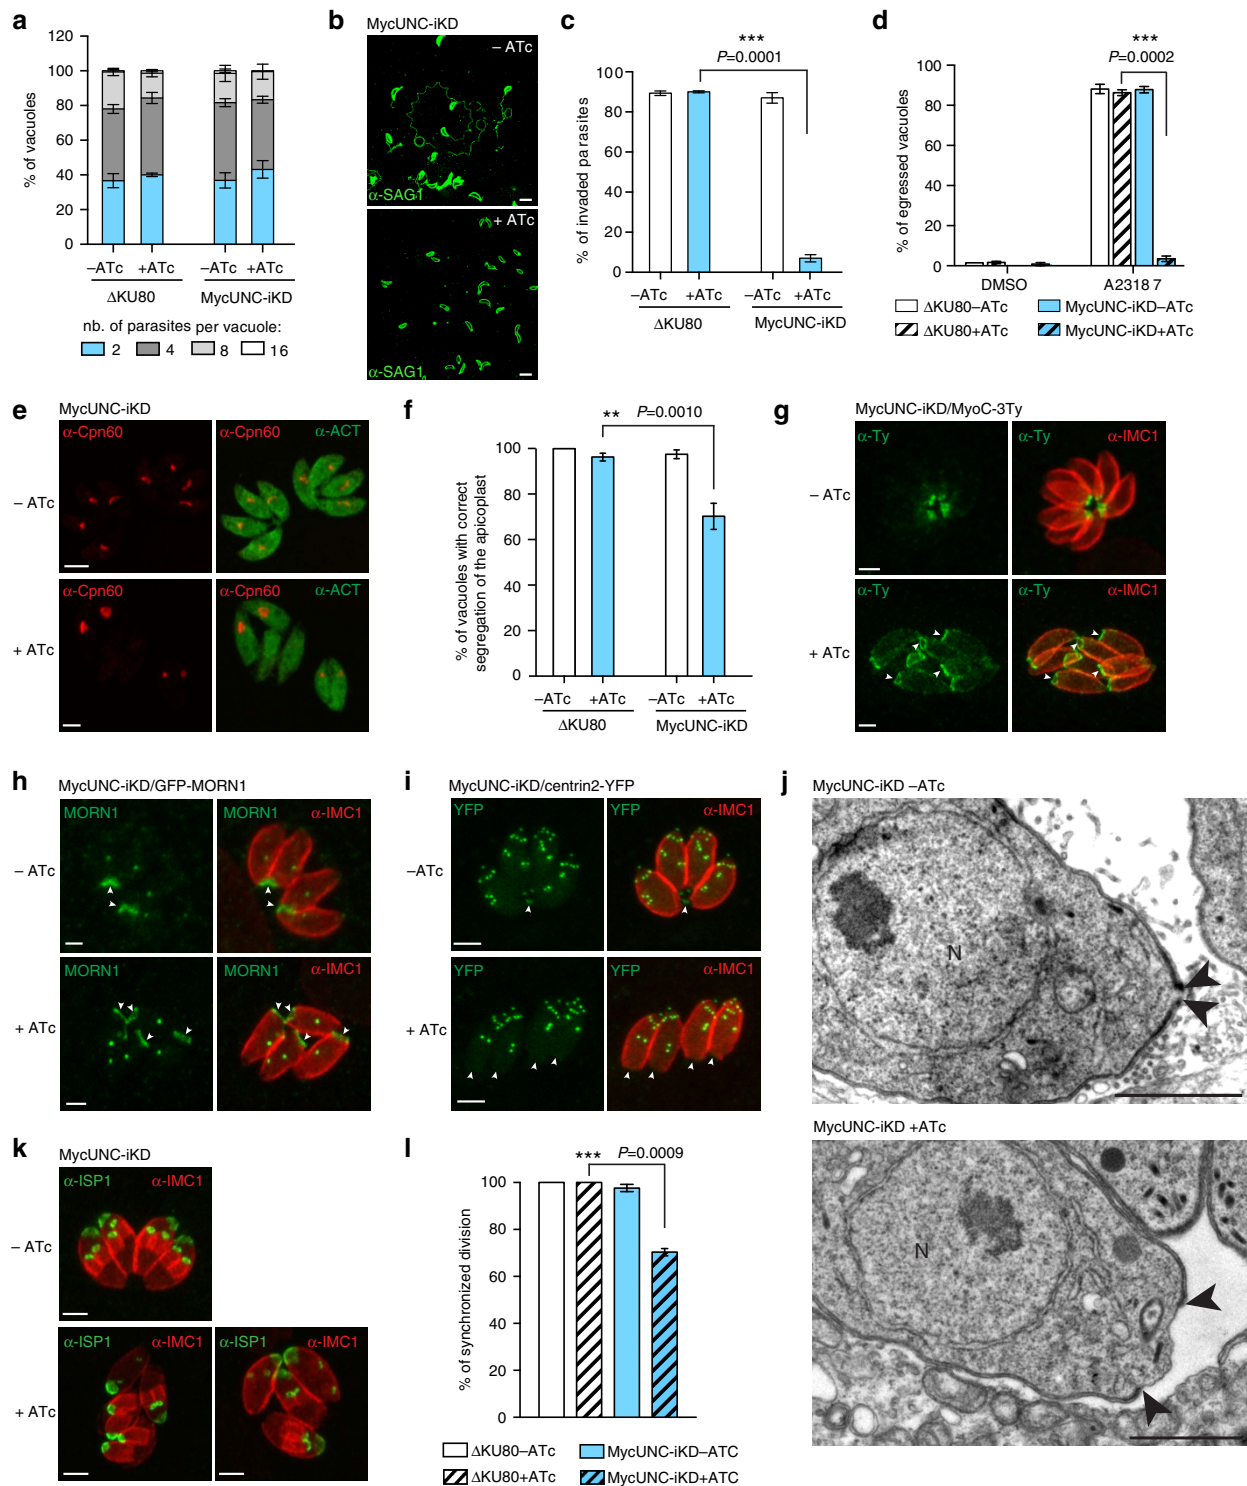 a
120
100
80
60
40
20
0
% of vacuoles
–ATc +ATc –ATc +ATc
ΔKU80 MycUNC-iKD
nb. of parasites per vacuole:
2 4 8 16
b
MycUNC-iKD
– ATc
α-SAG1
+ ATc
α-SAG1
c
***
P=0.0001
100
80
60
40
20
0
% of invaded parasites
–ATc +ATc –ATc +ATc
ΔKU80 MycUNC-iKD
d
***
P=0.0002
100
80
60
40
20
0
% of egressed vacuoles
DMSO A23187
ΔKU80–ATc MycUNC-iKD–ATc
ΔKU80+ATc MycUNC-iKD+ATc
e
MycUNC-iKD
α-Cpn60 α-Cpn60 α-ACT
– ATc
α-Cpn60 α-Cpn60 α-ACT
+ ATc
f
** P=0.0010
100
80
60
40
20
0
% of vacuoles with correct
segregation of the apicoplast
–ATc +ATc –ATc +ATc
ΔKU80 MycUNC-iKD
g
MycUNC-iKD/MyoC-3Ty
α-Ty α-Ty α-IMC1
– ATc
α-Ty α-Ty α-IMC1
+ ATc
h
MycUNC-iKD/GFP-MORN1
MORN1 MORN1 α-IMC1
– ATc
MORN1 MORN1 α-IMC1
+ ATc
i
MycUNC-iKD/centrin2-YFP
YFP YFP α-IMC1
–ATc
YFP YFP α-IMC1
+ ATc
j
MycUNC-iKD –ATc
N
MycUNC-iKD +ATc
N
k
MycUNC-iKD
α-ISP1 α-IMC1
– ATc
α-ISP1 α-IMC1 α-ISP1 α-IMC1
+ ATc
l
*** P=0.0009
100
80
60
40
20
0
% of synchronized division
ΔKU80–ATc MycUNC-iKD–ATC
ΔKU80+ATc MycUNC-iKD+ATC